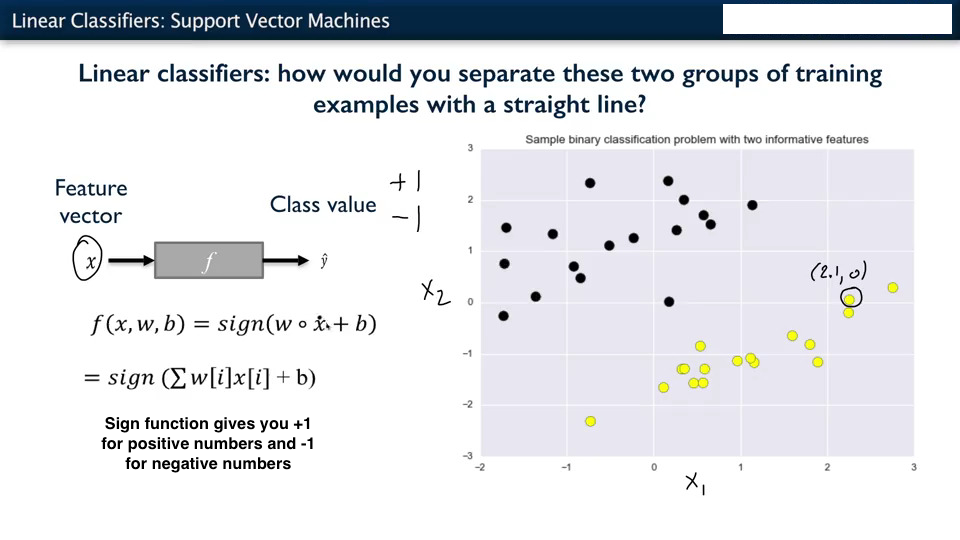 Linear Classifiers: Support Vector Machines
Linear classifiers: how would you separate these two groups of training
examples with a straight line?
Feature
vector
Class value
+1
-1
x
f
ŷ
f(x, w, b) = sign(w ∘ x + b)
= sign (∑ w[i]x[i] + b)
Sign function gives you +1
for positive numbers and -1
for negative numbers
Sample binary classification problem with two informative features
3
2
1
0
−1
−2
−3
−2
−1
0
1
2
3
x2
x1
(2.1, 0)